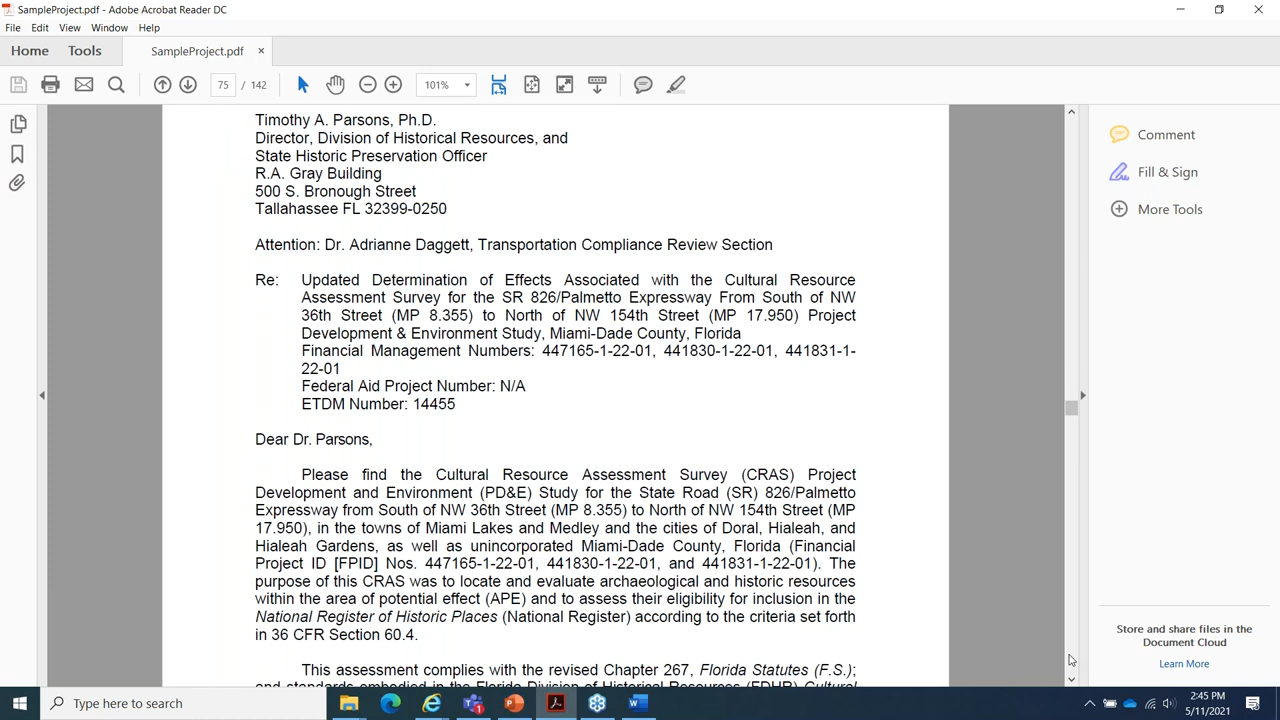 SampleProject.pdf - Adobe Acrobat Reader DC
File Edit View Window Help
Home Tools SampleProject.pdf ×
75 / 142 101%
Timothy A. Parsons, Ph.D.
Director, Division of Historical Resources, and
State Historic Preservation Officer
R.A. Gray Building
500 S. Bronough Street
Tallahassee FL 32399-0250
Attention: Dr. Adrianne Daggett, Transportation Compliance Review Section
Re: Updated Determination of Effects Associated with the Cultural Resource
Assessment Survey for the SR 826/Palmetto Expressway From South of NW
36th Street (MP 8.355) to North of NW 154th Street (MP 17.950) Project
Development & Environment Study, Miami-Dade County, Florida
Financial Management Numbers: 447165-1-22-01, 441830-1-22-01, 441831-1-
22-01
Federal Aid Project Number: N/A
ETDM Number: 14455
Dear Dr. Parsons,
Please find the Cultural Resource Assessment Survey (CRAS) Project
Development and Environment (PD&E) Study for the State Road (SR) 826/Palmetto
Expressway from South of NW 36th Street (MP 8.355) to North of NW 154th Street (MP
17.950), in the towns of Miami Lakes and Medley and the cities of Doral, Hialeah, and
Hialeah Gardens, as well as unincorporated Miami-Dade County, Florida (Financial
Project ID [FPID] Nos. 447165-1-22-01, 441830-1-22-01, and 441831-1-22-01). The
purpose of this CRAS was to locate and evaluate archaeological and historic resources
within the area of potential effect (APE) and to assess their eligibility for inclusion in the
National Register of Historic Places (National Register) according to the criteria set forth
in 36 CFR Section 60.4.
This assessment complies with the revised Chapter 267, Florida Statutes (F.S.);
and standards embodied in the Florida Division of Historical Resources (FDHR) Cultural
Comment
Fill & Sign
More Tools
Store and share files in the
Document Cloud
Learn More
Type here to search
2:45 PM
5/11/2021